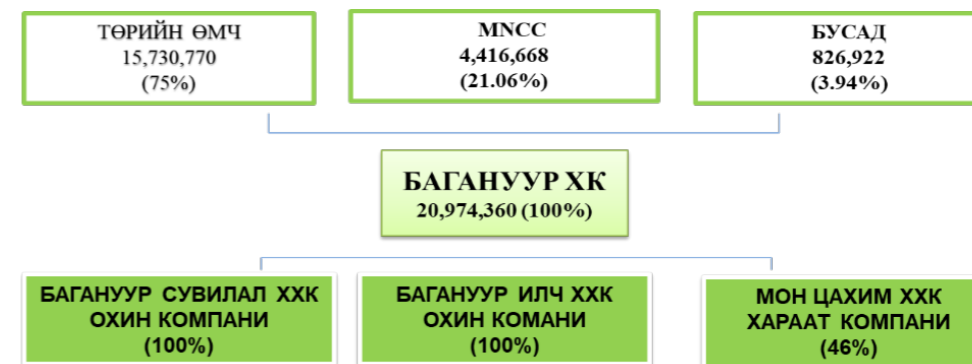 ТӨРИЙН ӨМЧ
15,730,770
(75%)
MNCC
4,416,668
(21.06%)
БУСАД
826,922
(3.94%)
БАГАНУУР ХК
20,974,360 (100%)
БАГАНУУР СУВИЛАЛ ХХК
ОХИН КОМПАНИ
(100%)
БАГАНУУР ИЛЧ ХХК
ОХИН КОМАНИ
(100%)
МОН ЦАХИМ ХХК
ХАРААТ КОМПАНИ
(46%)